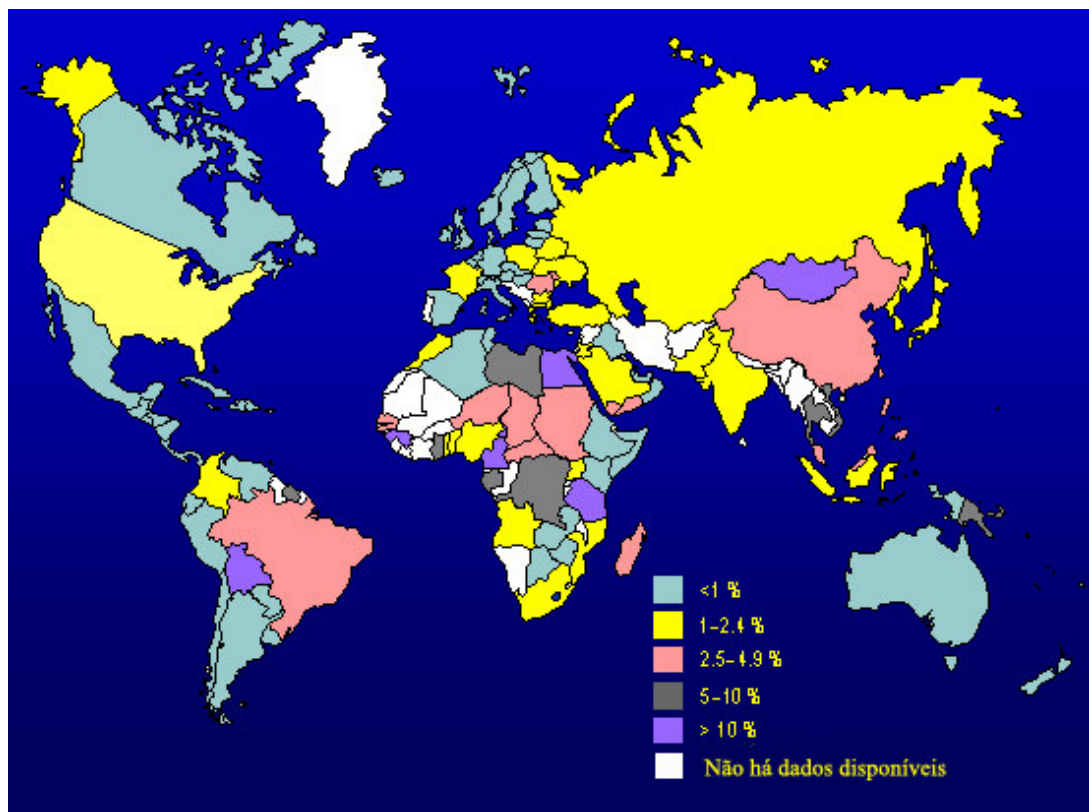 <1 %
1-2.4 %
2.5-4.9 %
5-10 %
> 10 %
Não há dados disponíveis